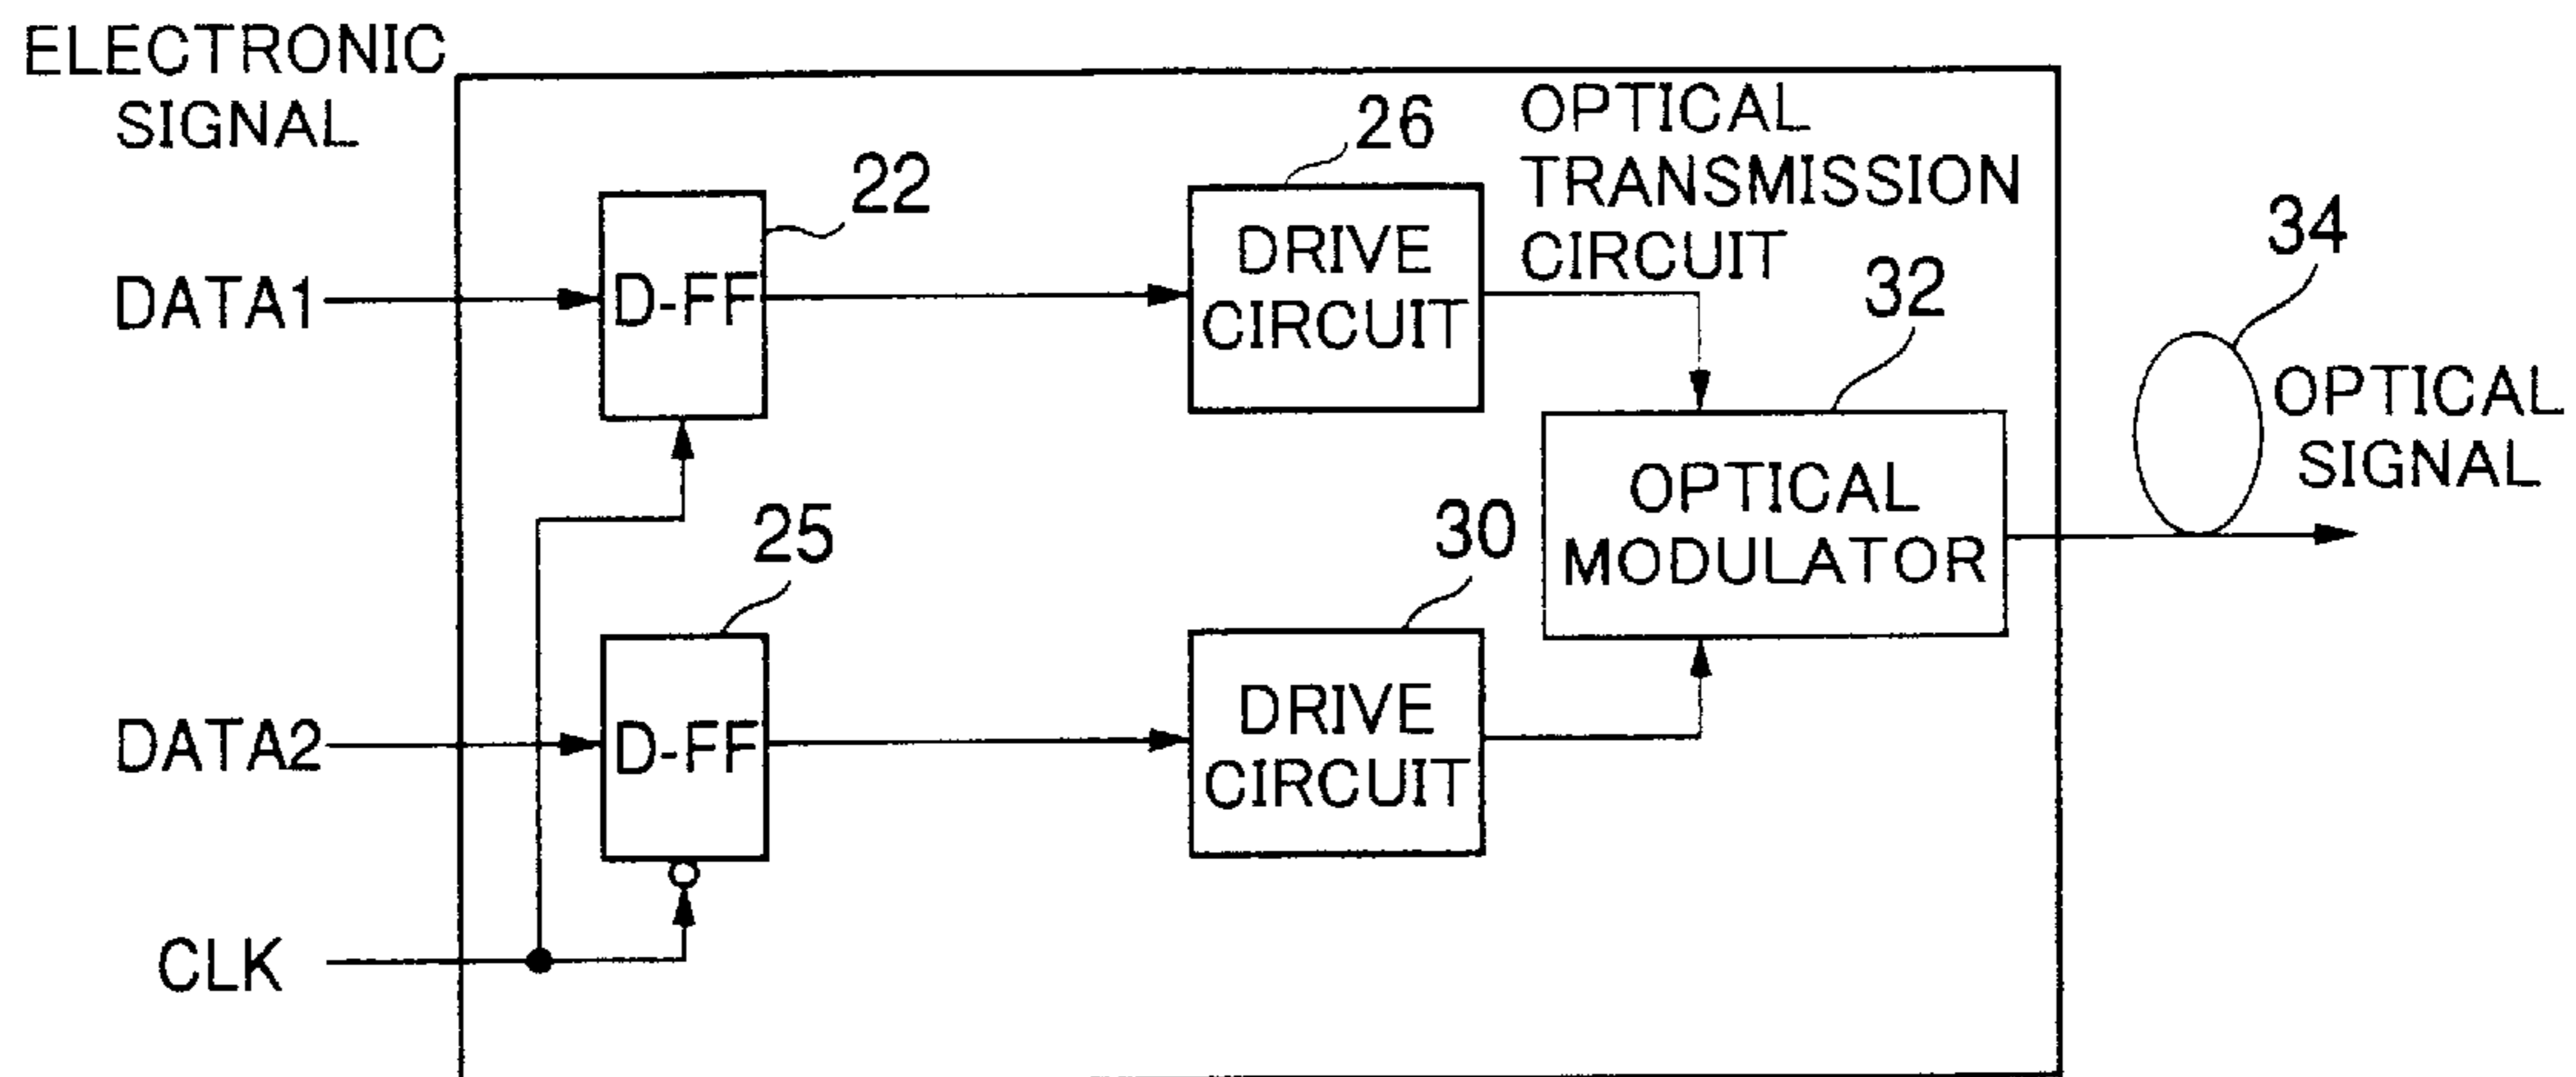 ELECTRONIC
SIGNAL
OPTICAL
TRANSMISSION
CIRCUIT
22
26
DATA1
D-FF
DRIVE
CIRCUIT
32
34
OPTICAL
SIGNAL
OPTICAL
MODULATOR
25
30
DATA2
D-FF
DRIVE
CIRCUIT
CLK